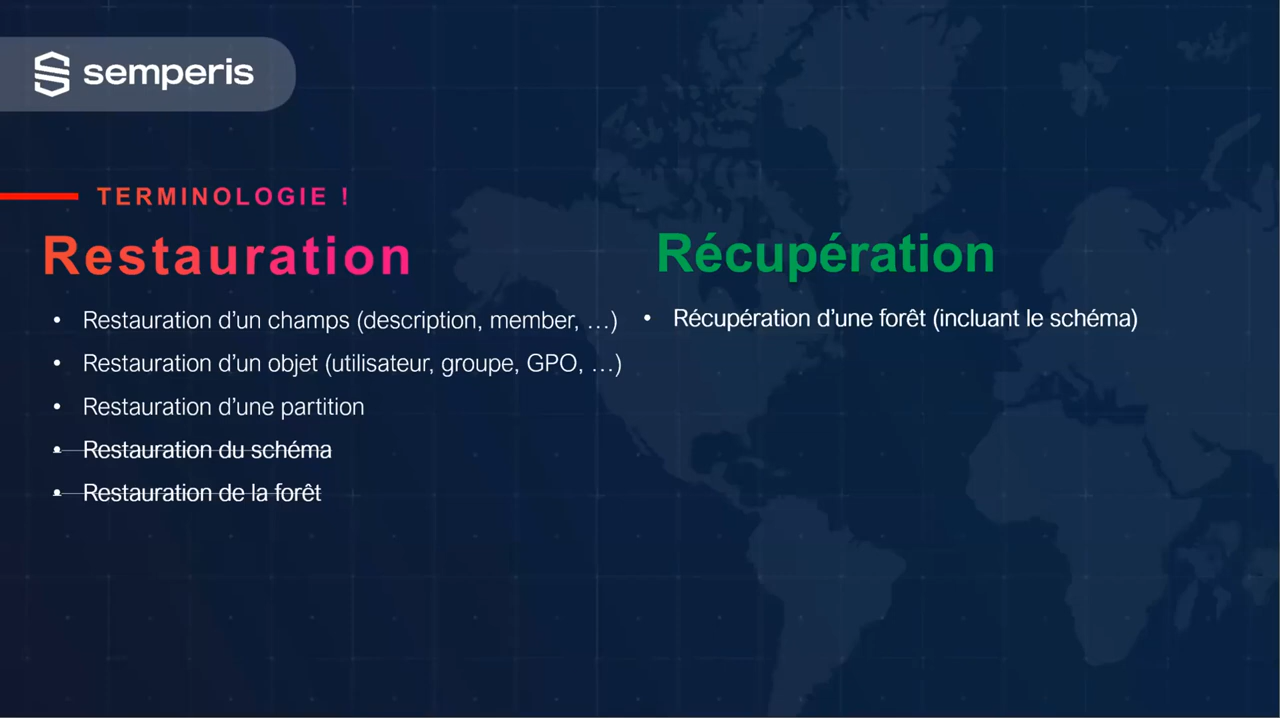 semperis
TERMINOLOGIE !
Restauration
• Restauration d’un champs (description, member, …)
• Restauration d’un objet (utilisateur, groupe, GPO, …)
• Restauration d’une partition
• Restauration du schéma
• Restauration de la forêt
Récupération
• Récupération d’une forêt (incluant le schéma)